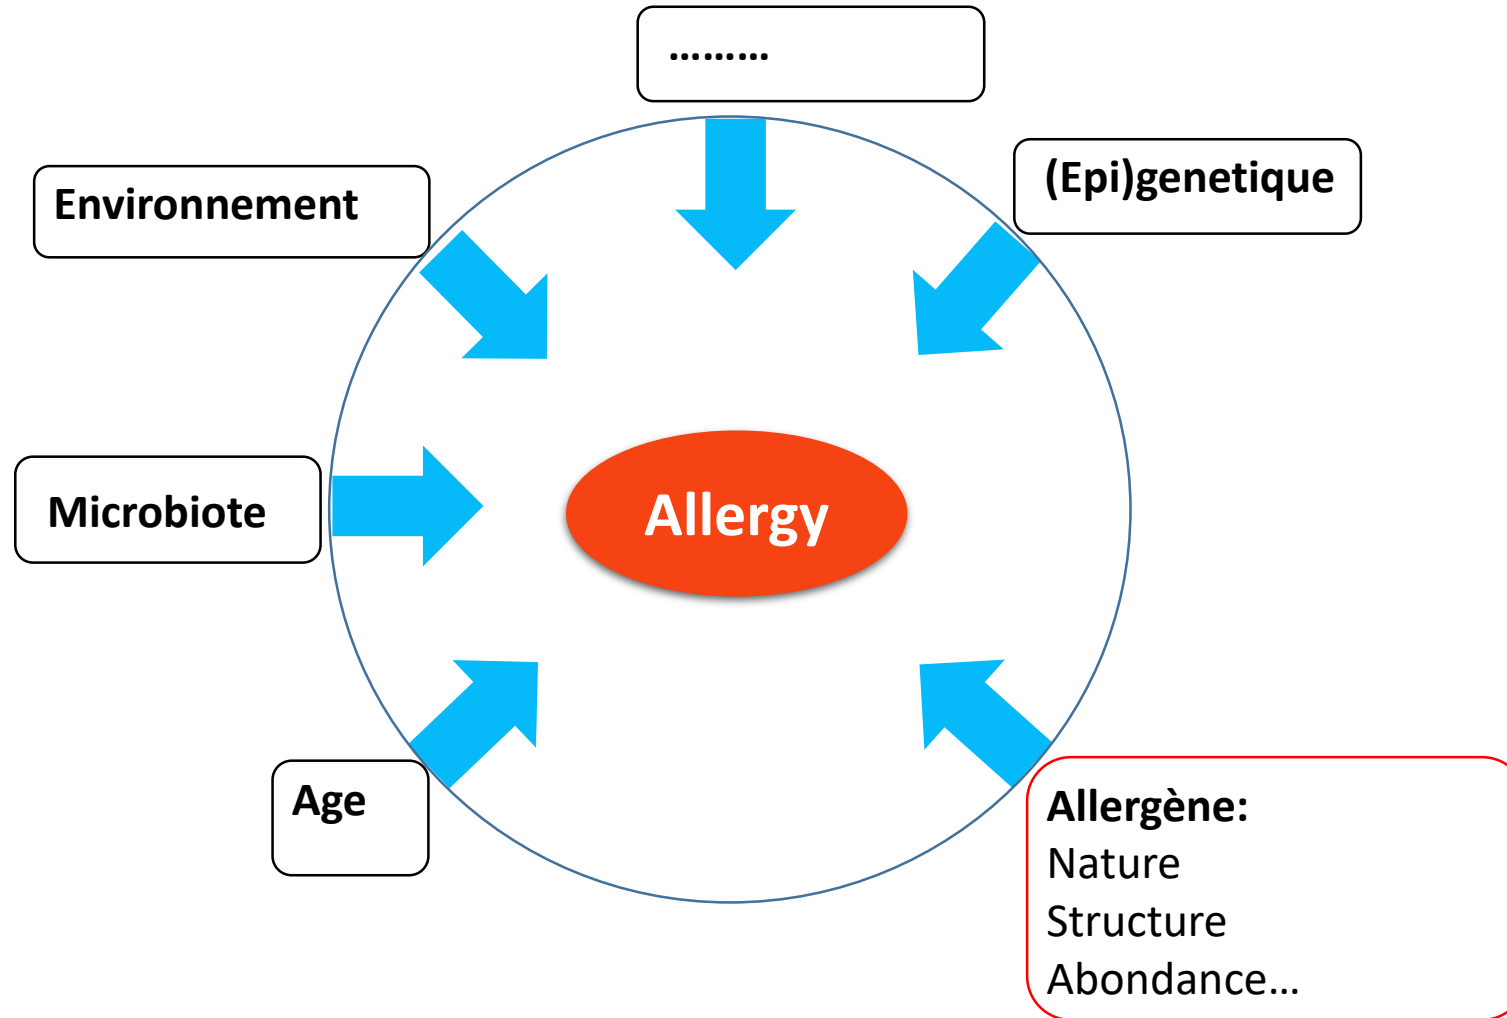 ………
(Epi)genetique
Environnement
Microbiote
Allergy
Age
Allergène:
Nature
Structure
Abondance…